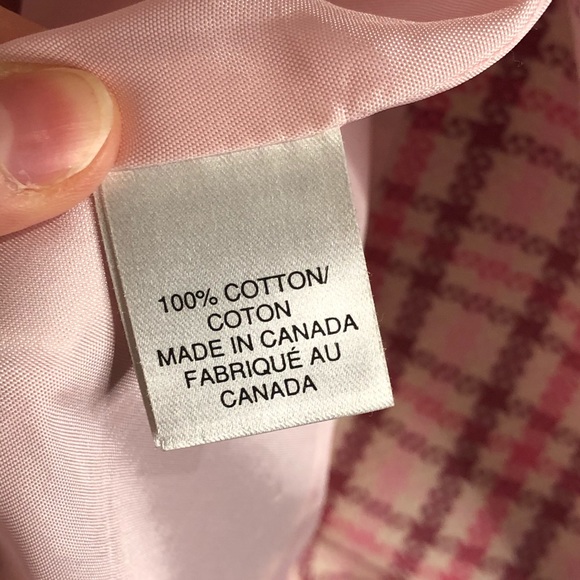 100% COTTON/
COTON
MADE IN CANADA
FABRIQUÉ AU
CANADA